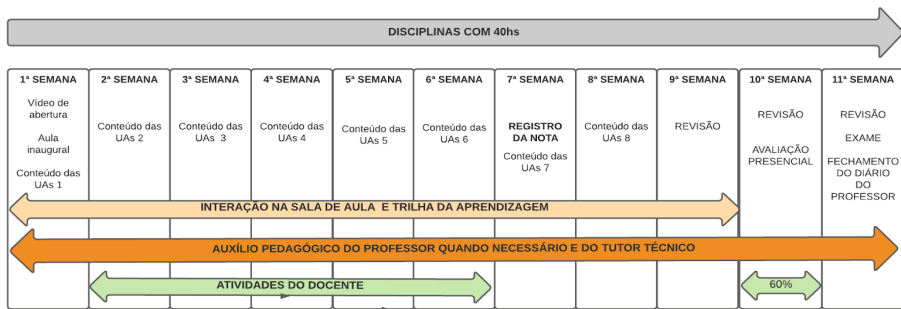 DISCIPLINAS COM 40hs
1ª SEMANA
Vídeo de
abertura
Aula
inaugural
Conteúdo das
UAs 1
2ª SEMANA
Conteúdo das
UAs 2
3ª SEMANA
Conteúdo das
UAs  3
4ª SEMANA
Conteúdo das
UAs 4
5ª SEMANA
Conteúdo das
UAs 5
6ª SEMANA
Conteúdo das
UAs 6
7ª SEMANA
REGISTRO
DA NOTA
Conteúdo das
UAs 7
8ª SEMANA
Conteúdo das
UAs 8
9ª SEMANA
REVISÃO
10ª SEMANA
REVISÃO
AVALIAÇÃO
PRESENCIAL
11ª SEMANA
REVISÃO
EXAME
FECHAMENTO
DO DIÁRIO
DO
PROFESSOR
INTERAÇÃO NA SALA DE AULA  E TRILHA DA APRENDIZAGEM
AUXÍLIO PEDAGÓGICO DO PROFESSOR QUANDO NECESSÁRIO E DO TUTOR TÉCNICO
ATIVIDADES DO DOCENTE
60%